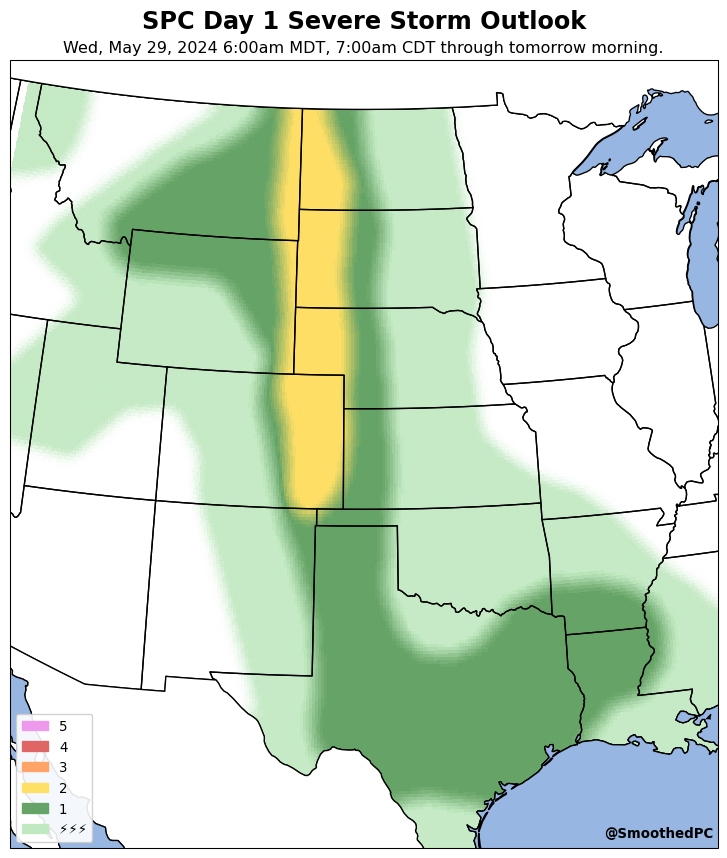 SPC Day 1 Severe Storm Outlook
Wed, May 29, 2024 6:00am MDT, 7:00am CDT through tomorrow morning.
5
4
3
2
1
⚡⚡⚡
@SmoothedPC